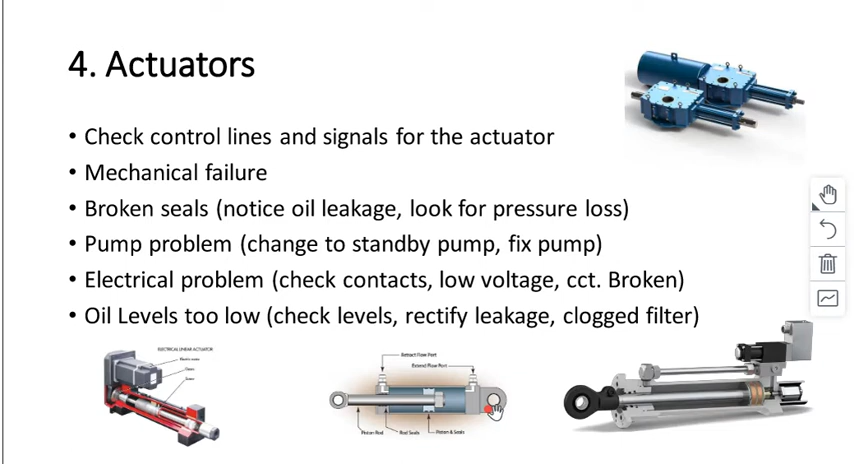 4. Actuators
• Check control lines and signals for the actuator
• Mechanical failure
• Broken seals (notice oil leakage, look for pressure loss)
• Pump problem (change to standby pump, fix pump)
• Electrical problem (check contacts, low voltage, cct. Broken)
• Oil Levels too low (check levels, rectify leakage, clogged filter)
ELECTRICAL LINEAR ACTUATOR
Electric motor
Screw
Retract Flow Port
Extend Flow Port
Piston Rod
Rod Seals
Piston & Seals